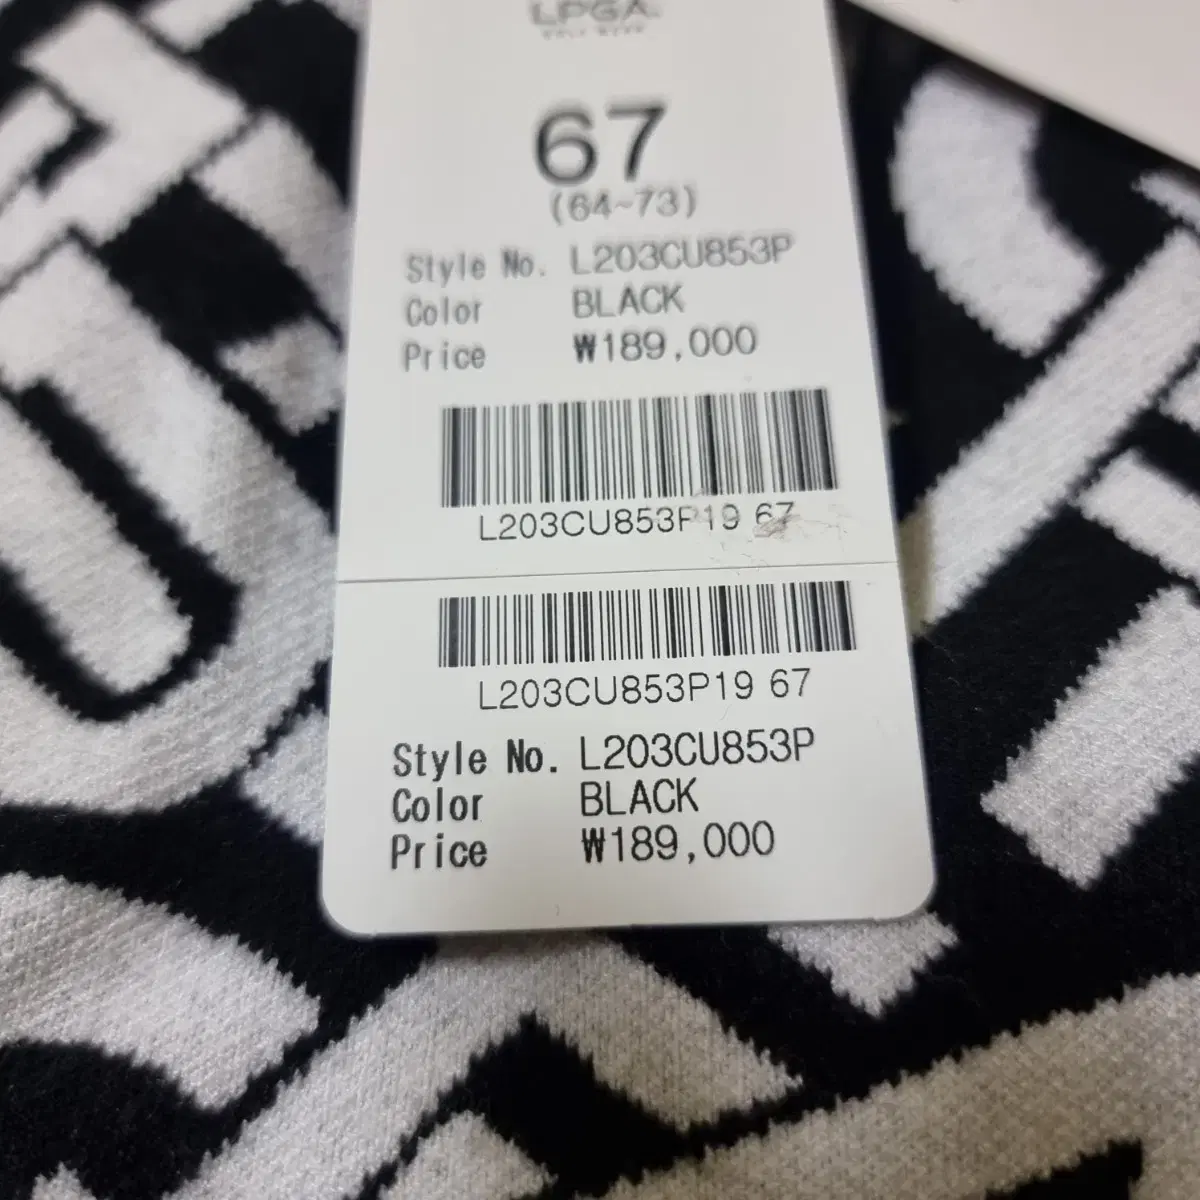 LPGA
67
(64~73)
Style No. L203CU853P
Color BLACK
Price ₩189,000
L203CU853P19 67
L203CU853P19 67
Style No. L203CU853P
Color BLACK
Price ₩189,000